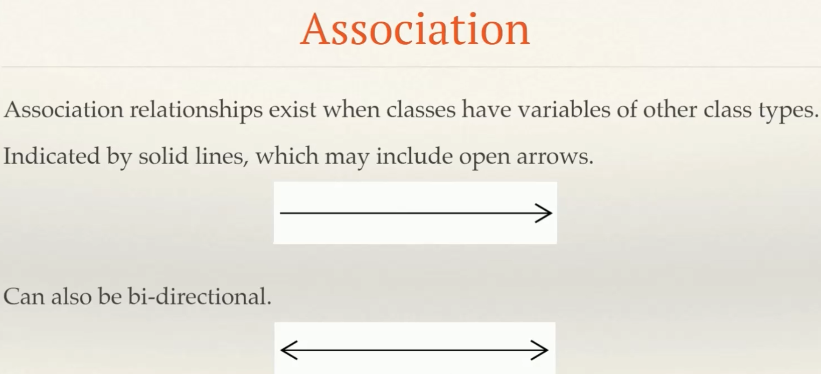 Association
Association relationships exist when classes have variables of other class types.
Indicated by solid lines, which may include open arrows.
Can also be bi-directional.